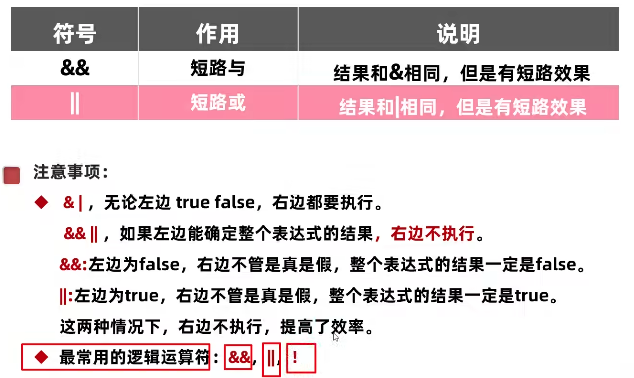 符号 作用 说明
&& 短路与 结果和&相同，但是有短路效果
|| 短路或 结果和|相同，但是有短路效果
注意事项：
& | ，无论左边 true false，右边都要执行。
&& || ，如果左边能确定整个表达式的结果，右边不执行。
&&:左边为false，右边不管是真是假，整个表达式的结果一定是false。
||:左边为true，右边不管是真是假，整个表达式的结果一定是true。
这两种情况下，右边不执行，提高了效率。
最常用的逻辑运算符：&&，||，!